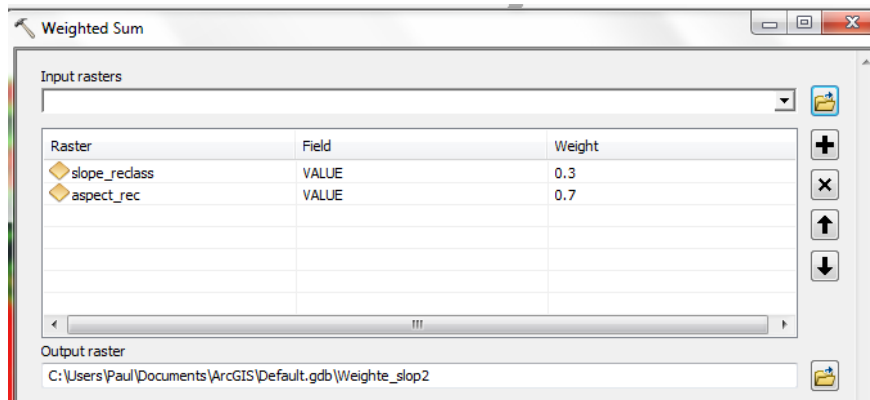 Weighted Sum
Input rasters
Raster Field Weight
slope_reclass VALUE 0.3
aspect_rec VALUE 0.7
Output raster
C:\Users\Paul\Documents\ArcGIS\Default.gdb\Weighte_slop2